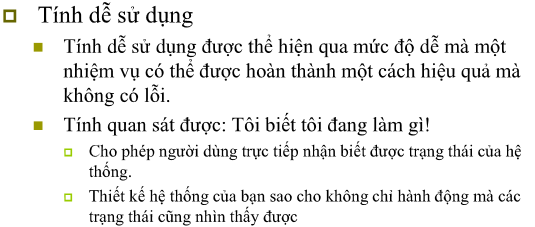 Tính dễ sử dụng
Tính dễ sử dụng được thể hiện qua mức độ dễ mà một
nhiệm vụ có thể được hoàn thành một cách hiệu quả mà
không có lỗi.
Tính quan sát được: Tôi biết tôi đang làm gì!
Cho phép người dùng trực tiếp nhận biết được trạng thái của hệ
thống.
Thiết kế hệ thống của bạn sao cho không chỉ hành động mà các
trạng thái cũng nhìn thấy được